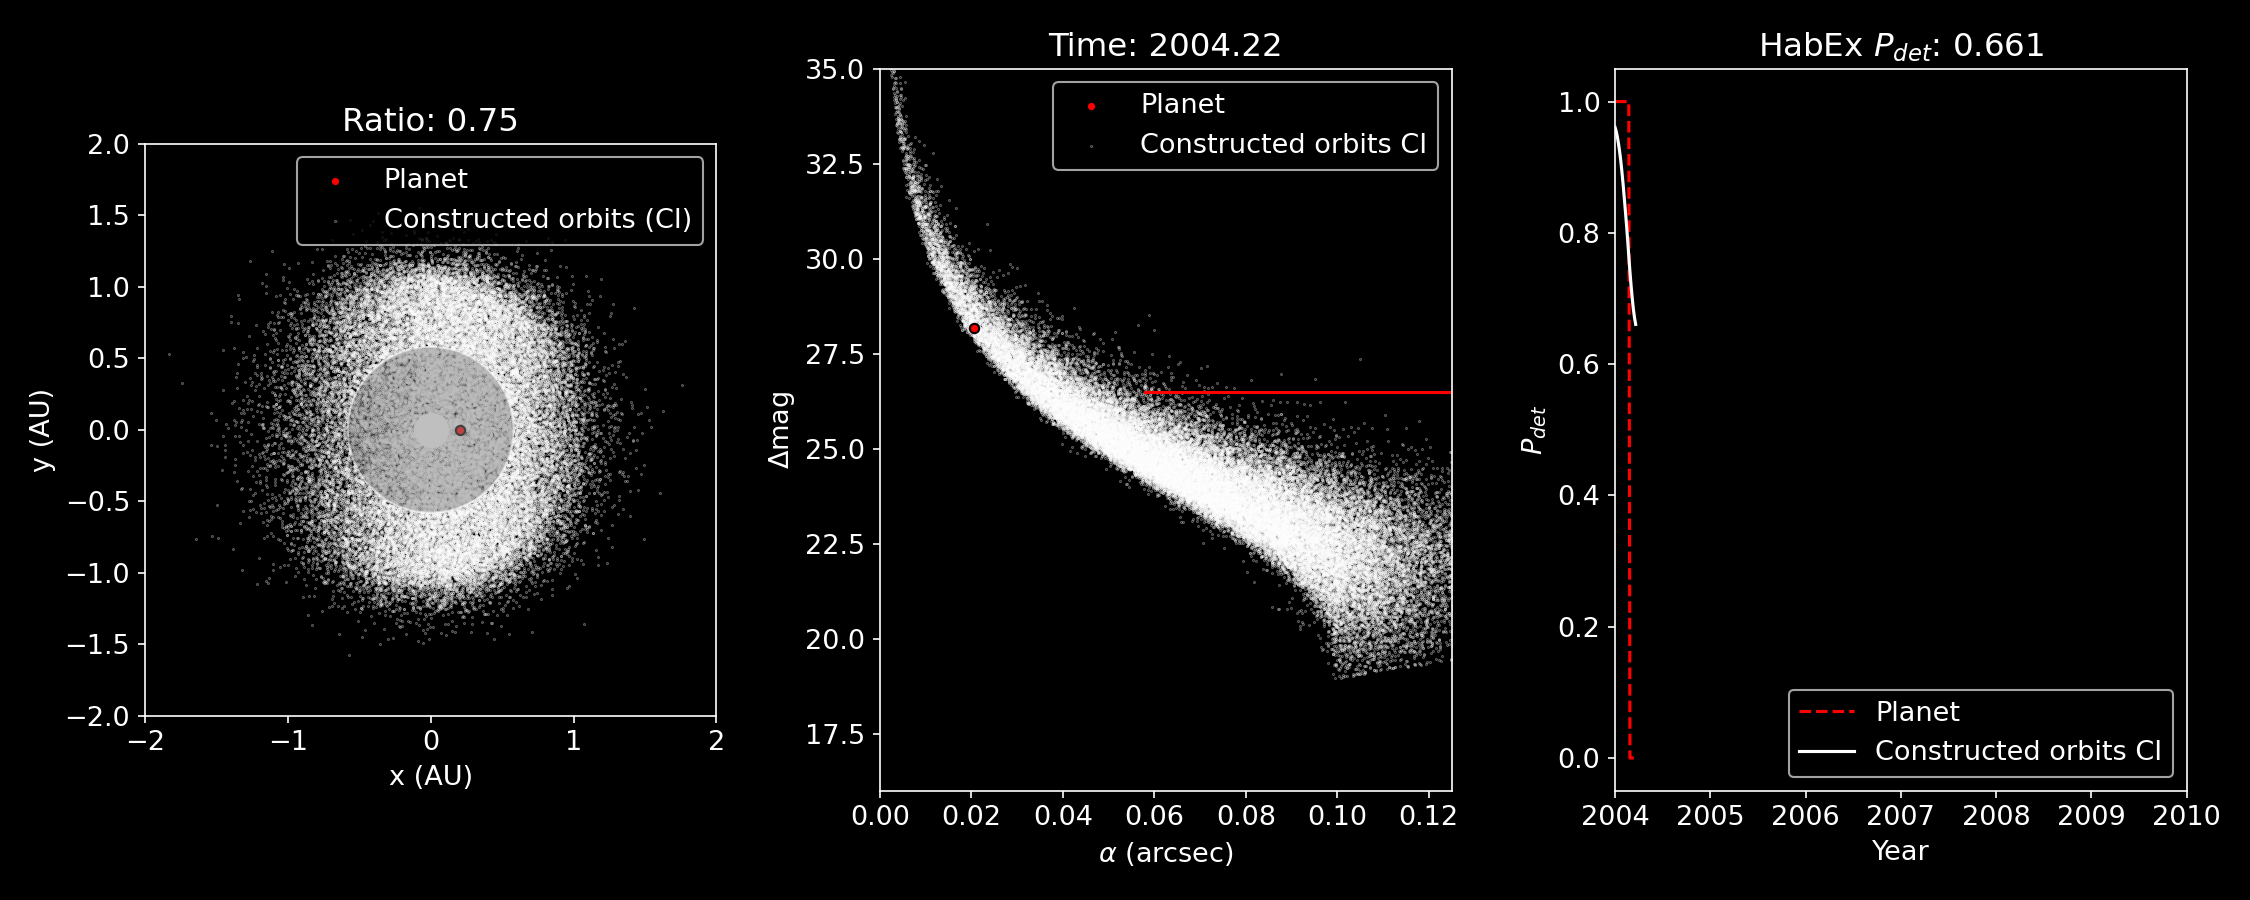 Ratio: 0.75
Planet
Constructed orbits (CI)
2.0
1.5
1.0
0.5
0.0
−0.5
−1.0
−1.5
−2.0
y (AU)
−2
−1
0
1
2
x (AU)
Time: 2004.22
Planet
Constructed orbits CI
35.0
32.5
30.0
27.5
25.0
22.5
20.0
17.5
Δmag
0.00
0.02
0.04
0.06
0.08
0.10
0.12
α (arcsec)
HabEx P_det: 0.661
1.0
0.8
0.6
0.4
0.2
0.0
P_det
Planet
Constructed orbits CI
2004
2005
2006
2007
2008
2009
2010
Year